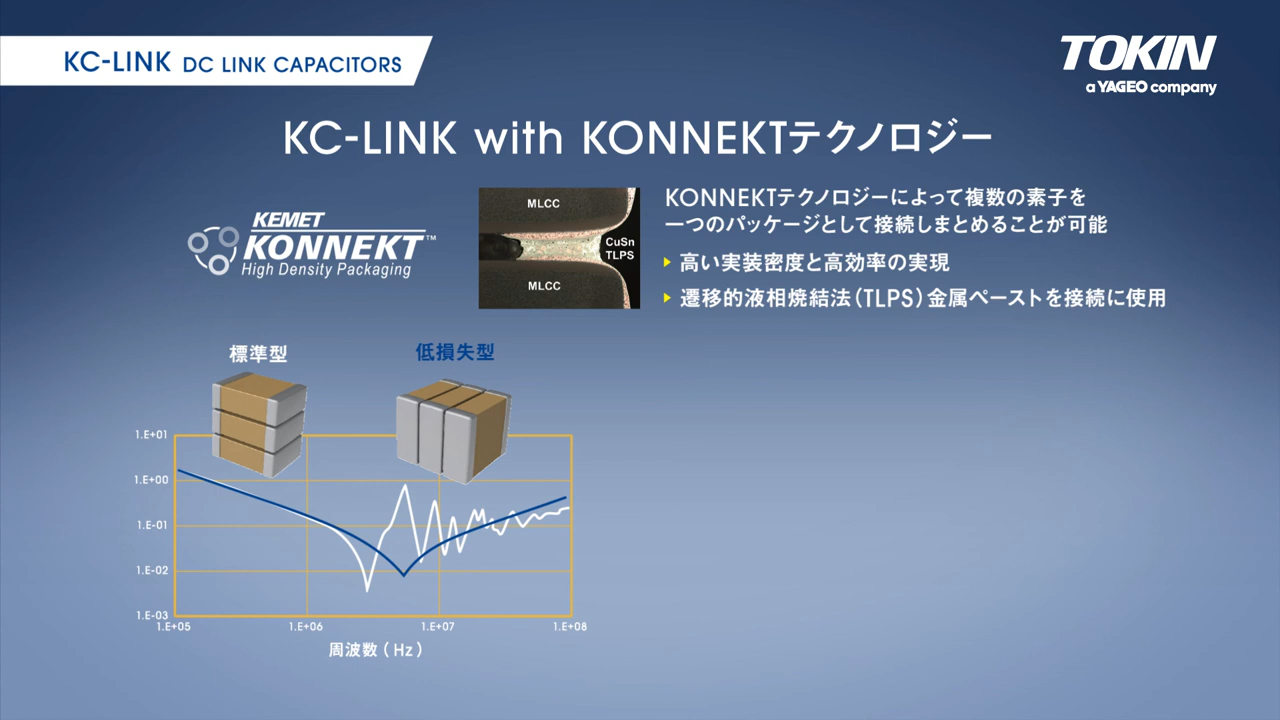 KC-LINK DC LINK CAPACITORS
TOKIN
a YAGEO company
KC-LINK with KONNEKTテクノロジー
KEMET
KONNEKT™
High Density Packaging
MLCC
CuSn
TLPS
MLCC
KONNEKTテクノロジーによって複数の素子を
一つのパッケージとして接続しまとめることが可能
高い実装密度と高効率の実現
遷移的液相焼結法(TLPS)金属ペーストを接続に使用
標準型
低損失型
1.E+01
1.E+00
1.E-01
1.E-02
1.E-03
1.E+05
1.E+06
1.E+07
1.E+08
周波数(Hz)